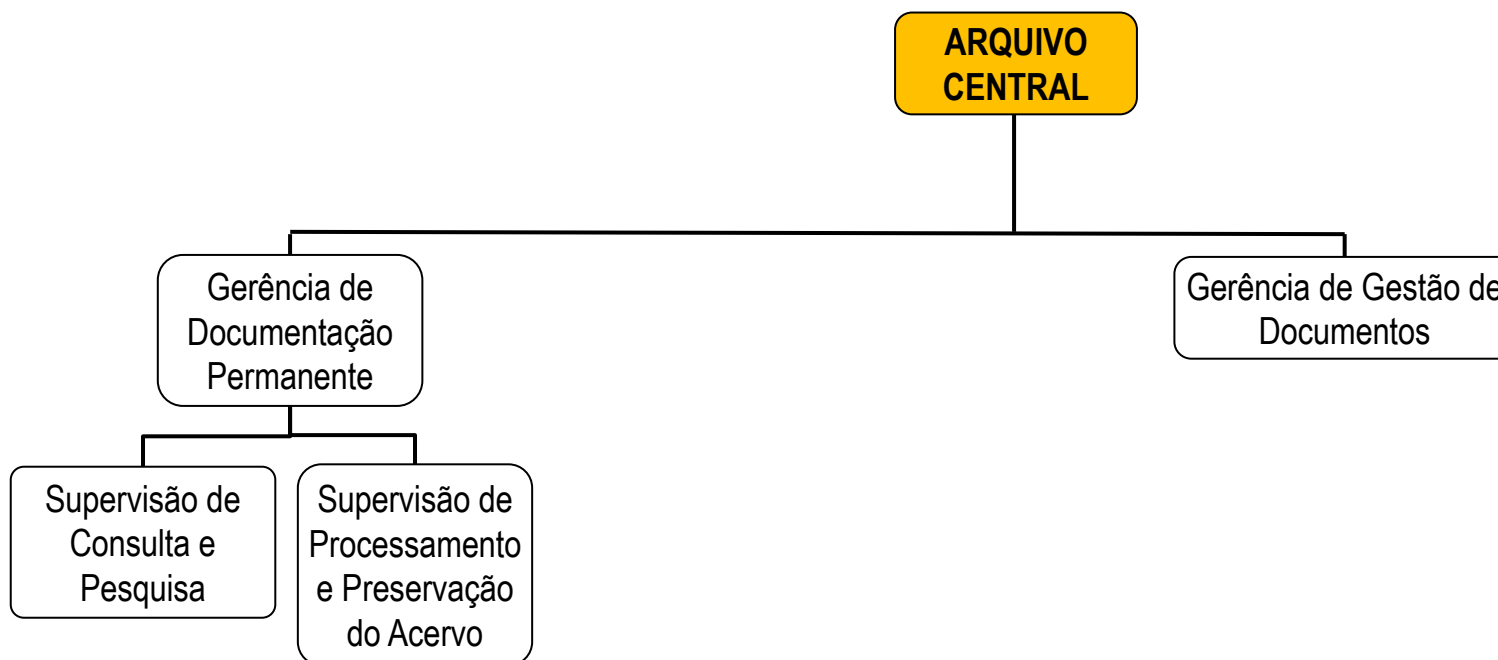 ARQUIVO
CENTRAL
Gerência de
Documentação
Permanente
Gerência de Gestão de
Documentos
Supervisão de
Consulta e
Pesquisa
Supervisão de
Processamento
e Preservação
do Acervo